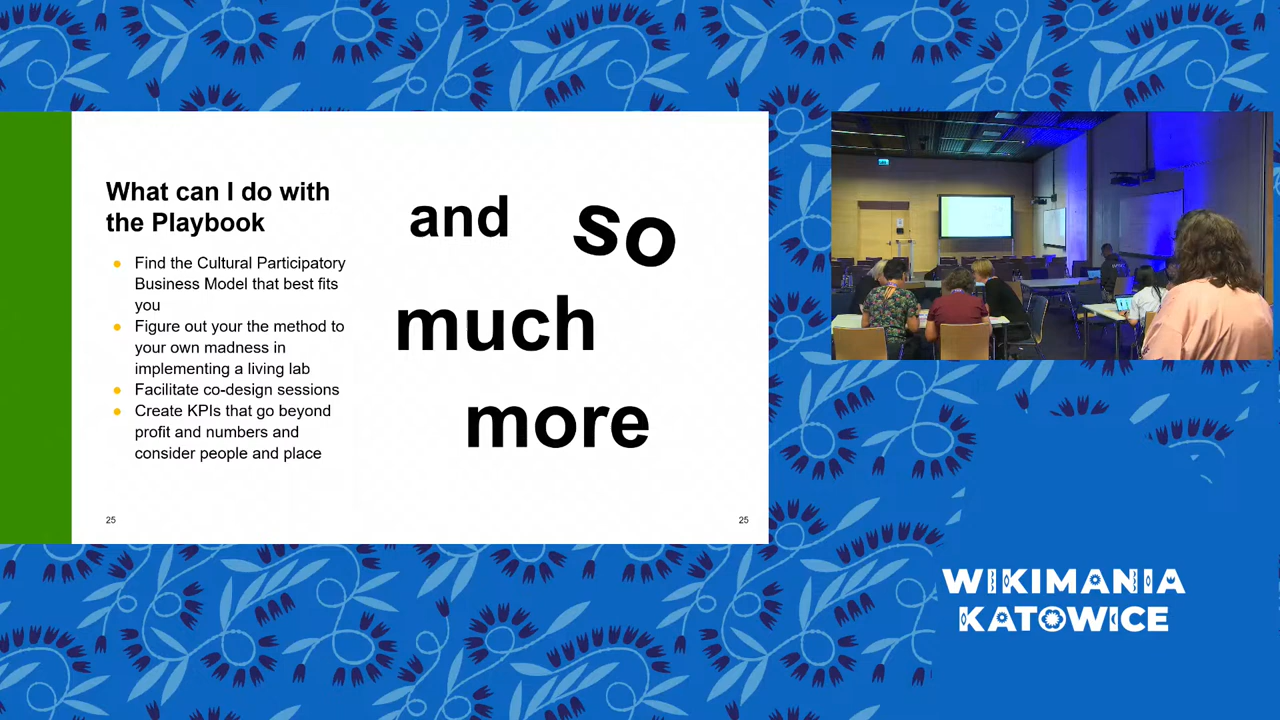 What can I do with
the Playbook
Find the Cultural Participatory
Business Model that best fits
you
Figure out your the method to
your own madness in
implementing a living lab
Facilitate co-design sessions
Create KPIs that go beyond
profit and numbers and
consider people and place
and so
much
more
25
25
WIKIMANIA
KATOWICE